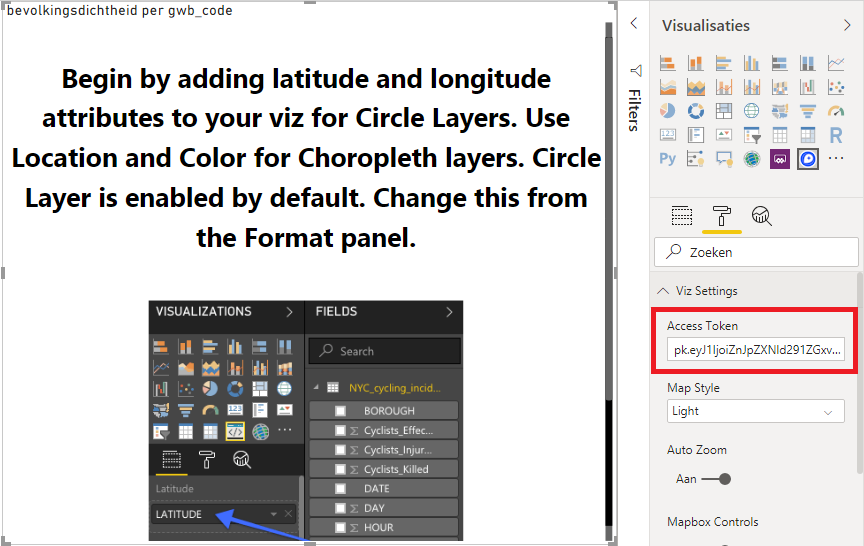 bevolkingsdichtheid per gwb_code
Begin by adding latitude and longitude
attributes to your viz for Circle Layers. Use
Location and Color for Choropleth layers. Circle
Layer is enabled by default. Change this from
the Format panel.
VISUALIZATIONS
FIELDS
Search
NYC_cycling_incid...
BOROUGH
Cyclists_Effec...
Cyclists_Injur...
Cyclists_Killed
DATE
DAY
HOUR
Latitude
LATITUDE
Filters
Visualisaties
123
R
Py
Zoeken
Viz Settings
Access Token
pk.eyJ1IjoiZnJpZXNld291ZGxv...
Map Style
Light
Auto Zoom
Aan
Mapbox Controls